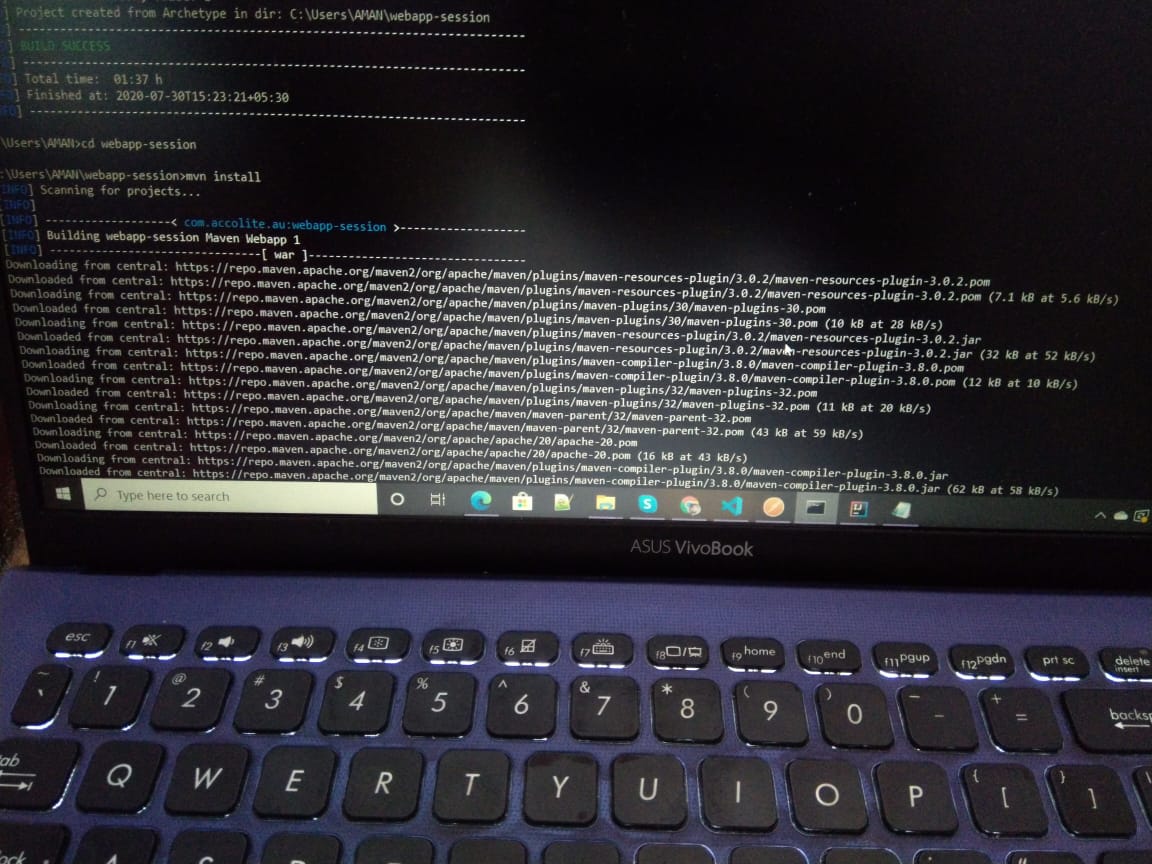 Project created from Archetype in dir: C:\Users\AMAN\webapp-session
] ------------------------------------------------------------------------
] BUILD SUCCESS
] ------------------------------------------------------------------------
] Total time:  01:37 h
] Finished at: 2020-07-30T15:23:21+05:30
] ------------------------------------------------------------------------
\Users\AMAN>cd webapp-session
:\Users\AMAN\webapp-session>mvn install
[INFO] Scanning for projects...
[INFO]
[INFO] -------------------< com.accolite.au:webapp-session >-------------------
[INFO] Building webapp-session Maven Webapp 1
[INFO] --------------------------------[ war ]---------------------------------
Downloading from central: https://repo.maven.apache.org/maven2/org/apache/maven/plugins/maven-resources-plugin/3.0.2/maven-resources-plugin-3.0.2.pom
Downloaded from central: https://repo.maven.apache.org/maven2/org/apache/maven/plugins/maven-resources-plugin/3.0.2/maven-resources-plugin-3.0.2.pom (7.1 kB at 5.6 kB/s)
Downloading from central: https://repo.maven.apache.org/maven2/org/apache/maven/plugins/maven-plugins/30/maven-plugins-30.pom
Downloaded from central: https://repo.maven.apache.org/maven2/org/apache/maven/plugins/maven-plugins/30/maven-plugins-30.pom (10 kB at 28 kB/s)
Downloading from central: https://repo.maven.apache.org/maven2/org/apache/maven/plugins/maven-resources-plugin/3.0.2/maven-resources-plugin-3.0.2.jar
Downloaded from central: https://repo.maven.apache.org/maven2/org/apache/maven/plugins/maven-resources-plugin/3.0.2/maven-resources-plugin-3.0.2.jar (32 kB at 52 kB/s)
Downloading from central: https://repo.maven.apache.org/maven2/org/apache/maven/plugins/maven-compiler-plugin/3.8.0/maven-compiler-plugin-3.8.0.pom
Downloaded from central: https://repo.maven.apache.org/maven2/org/apache/maven/plugins/maven-compiler-plugin/3.8.0/maven-compiler-plugin-3.8.0.pom (12 kB at 10 kB/s)
Downloading from central: https://repo.maven.apache.org/maven2/org/apache/maven/plugins/maven-plugins/32/maven-plugins-32.pom
Downloaded from central: https://repo.maven.apache.org/maven2/org/apache/maven/plugins/maven-plugins/32/maven-plugins-32.pom (11 kB at 20 kB/s)
Downloading from central: https://repo.maven.apache.org/maven2/org/apache/maven/maven-parent/32/maven-parent-32.pom
Downloaded from central: https://repo.maven.apache.org/maven2/org/apache/maven/maven-parent/32/maven-parent-32.pom (43 kB at 59 kB/s)
Downloading from central: https://repo.maven.apache.org/maven2/org/apache/apache/20/apache-20.pom
Downloaded from central: https://repo.maven.apache.org/maven2/org/apache/apache/20/apache-20.pom (16 kB at 43 kB/s)
Downloading from central: https://repo.maven.apache.org/maven2/org/apache/maven/plugins/maven-compiler-plugin/3.8.0/maven-compiler-plugin-3.8.0.jar
Downloaded from central: https://repo.maven.apache.org/maven2/org/apache/maven/plugins/maven-compiler-plugin/3.8.0/maven-compiler-plugin-3.8.0.jar (62 kB at 58 kB/s)
Type here to search
ASUS VivoBook
esc f1 f2 f3 f4 f5 f6 f7 f8 f9 home f10 end f11 pgup f12 pgdn prt sc delete insert
~ ` ! 1 @ 2 # 3 $ 4 % 5 ^ 6 & 7 * 8 ( 9 ) 0 _ - + = backsp
tab Q W E R T Y U I O P { [ } ]